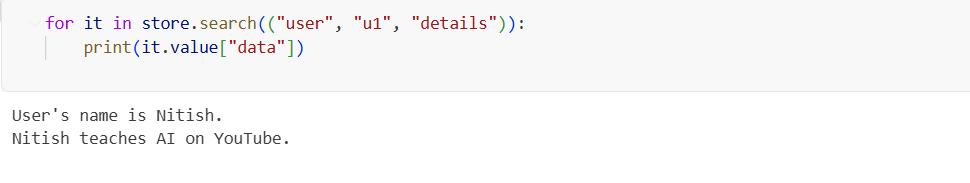 for it in store.search(("user", "u1", "details")):
    print(it.value["data"])
User's name is Nitish.
Nitish teaches AI on YouTube.